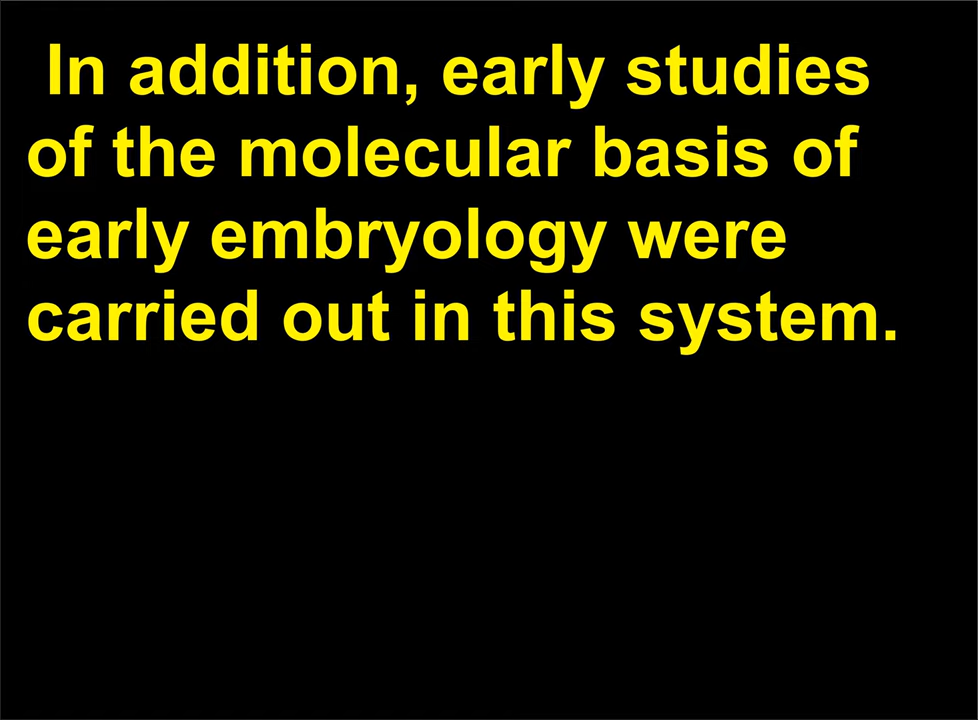 In addition, early studies
of the molecular basis of
early embryology were
carried out in this system.